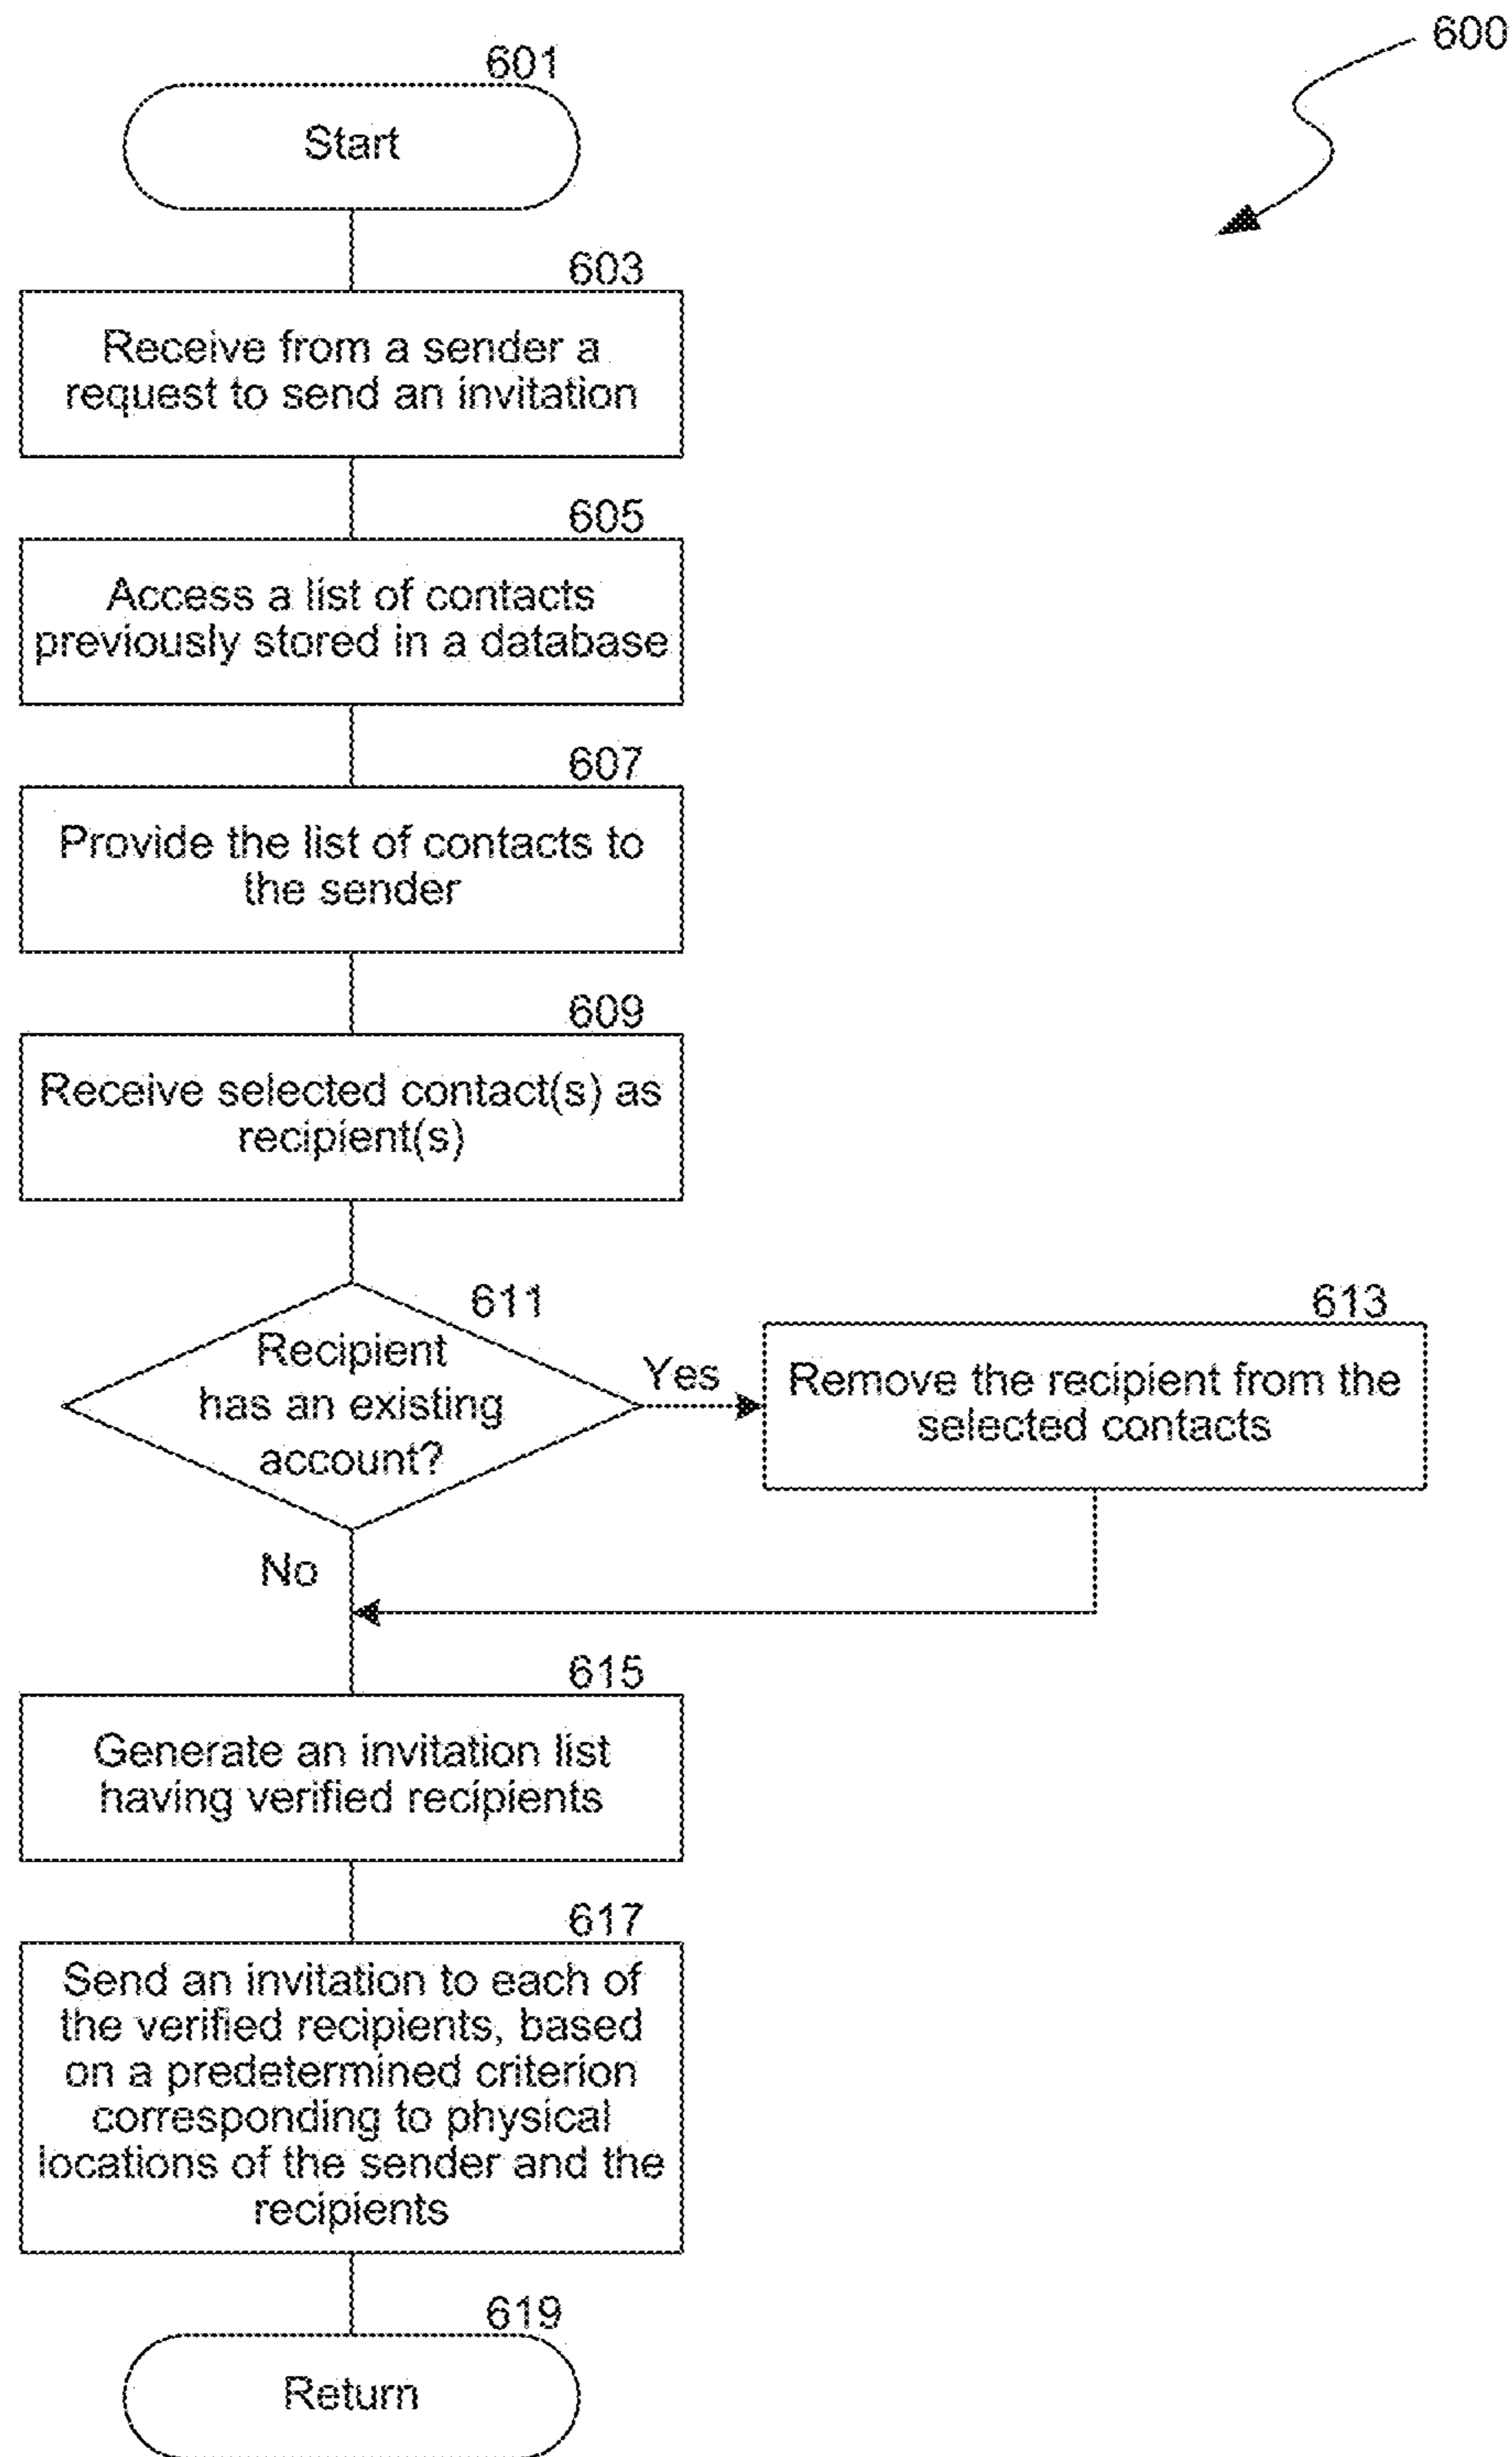 600
601
Start
603
Receive from a sender a
request to send an invitation
605
Access a list of contacts
previously stored in a database
607
Provide the list of contacts to
the sender
609
Receive selected contact(s) as
recipient(s)
611
Recipient
has an existing
account?
Yes
613
Remove the recipient from the
selected contacts
No
615
Generate an invitation list
having verified recipients
617
Send an invitation to each of
the verified recipients, based
on a predetermined criterion
corresponding to physical
locations of the sender and the
recipients
619
Return